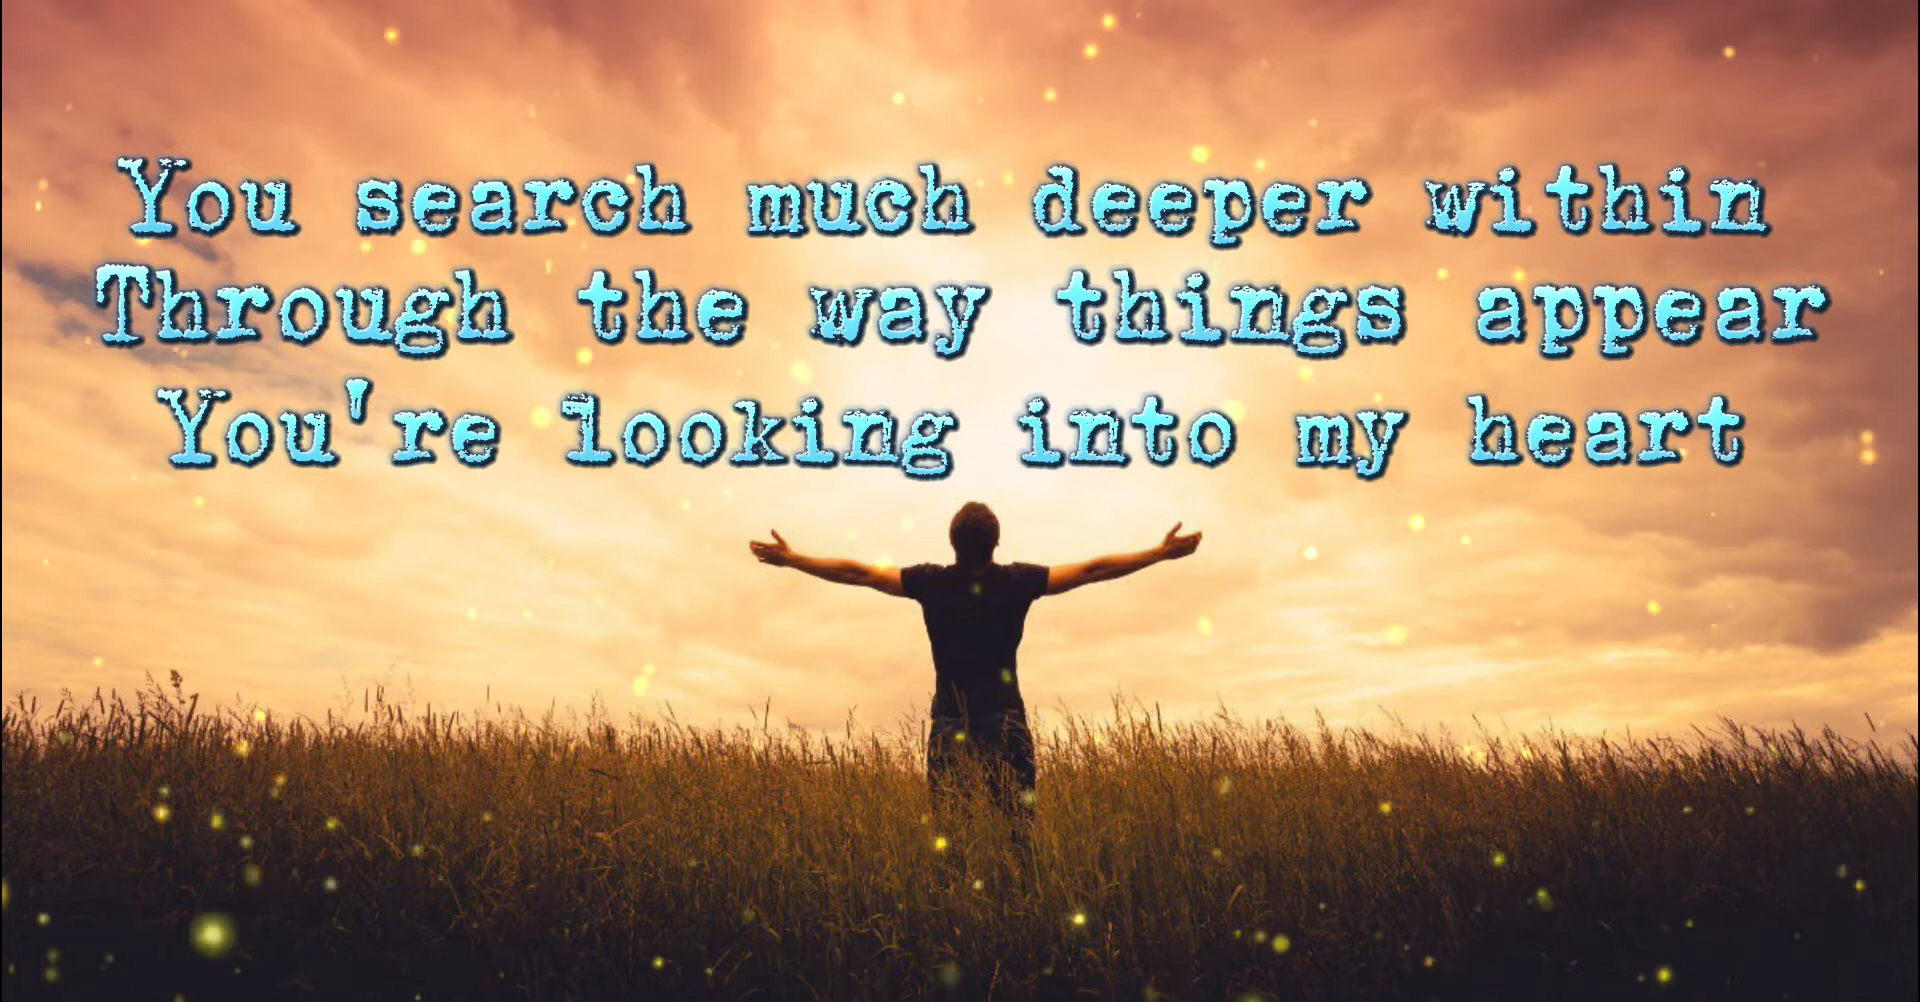 You search much deeper within
Through the way things appear
You're looking into my heart